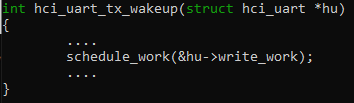 int hci_uart_tx_wakeup(struct hci_uart *hu)
{
        ....
        schedule_work(&hu->write_work);
        ....
}